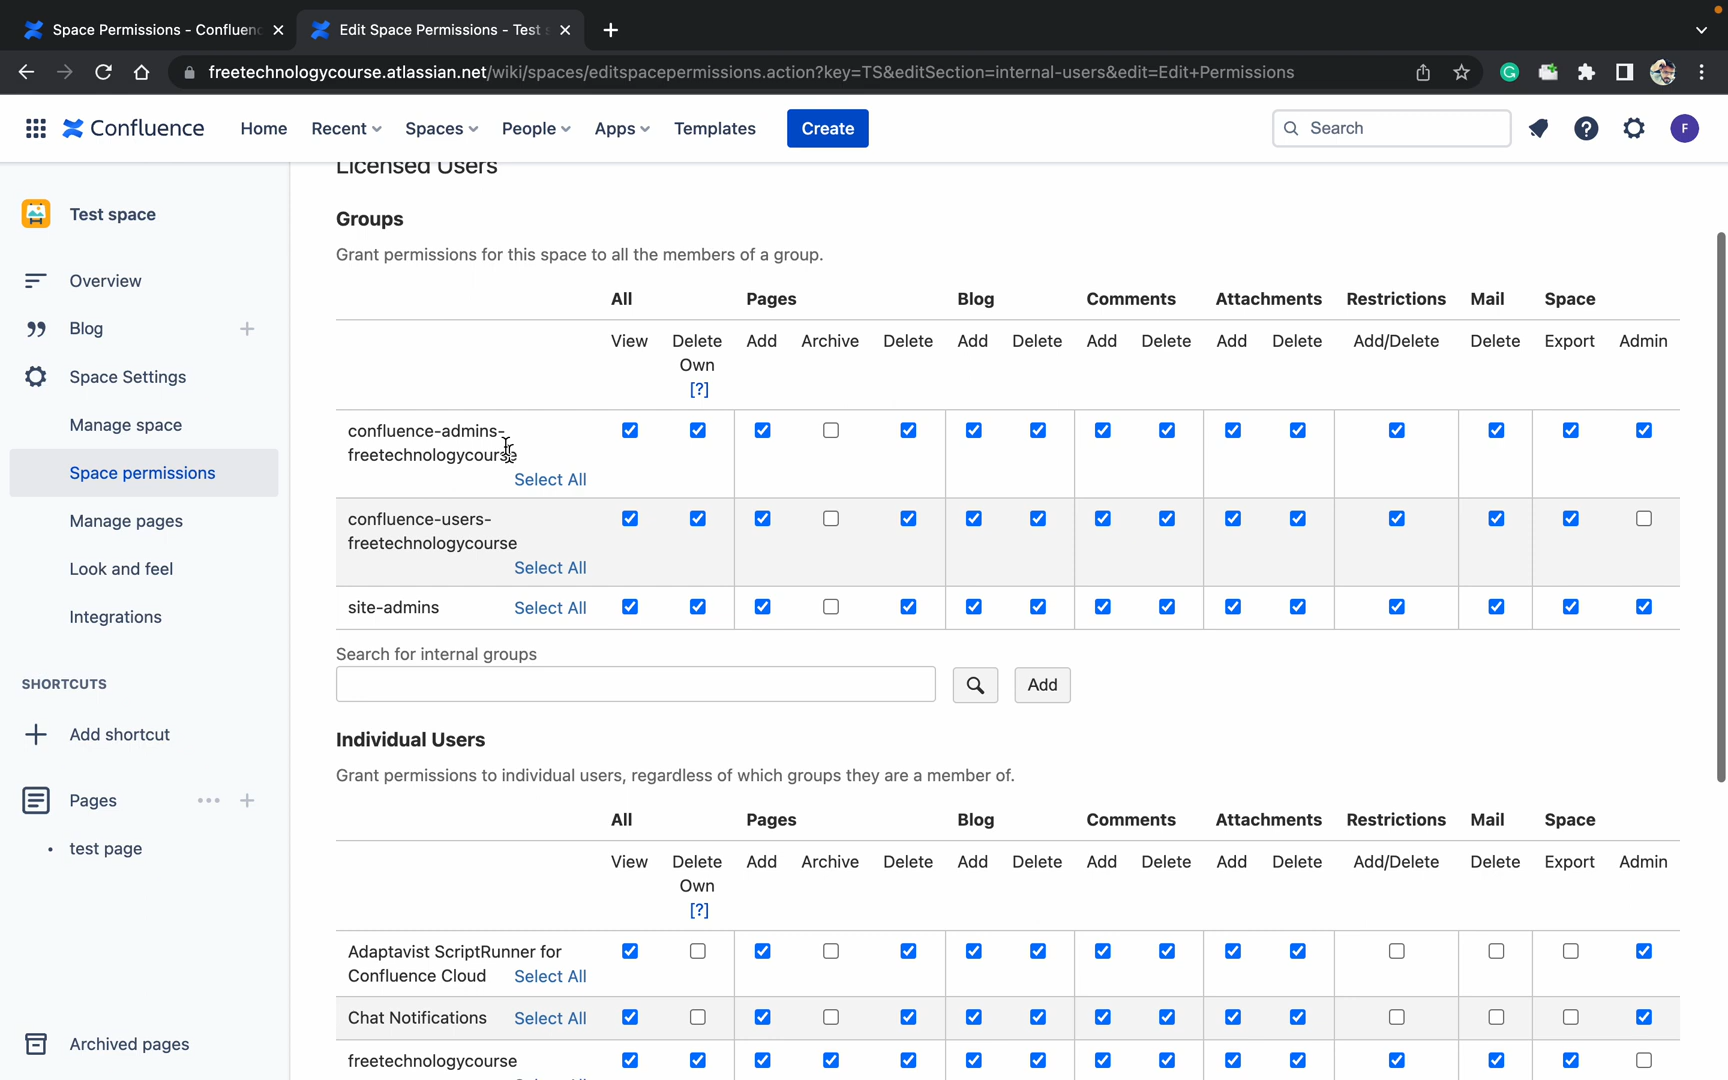 Space Permissions - Confluenc
Edit Space Permissions - Test s
freetechnologycourse.atlassian.net/wiki/spaces/editspacepermissions.action?key=TS&editSection=internal-users&edit=Edit+Permissions
Confluence
Home
Recent
Spaces
People
Apps
Templates
Create
Search
F
Test space
Overview
Blog
Space Settings
Manage space
Space permissions
Manage pages
Look and feel
Integrations
SHORTCUTS
Add shortcut
Pages
test page
Archived pages
Licensed Users
Groups
Grant permissions for this space to all the members of a group.
All Pages Blog Comments Attachments Restrictions Mail Space
View Delete Own [?] Add Archive Delete Add Delete Add Delete Add Delete Add/Delete Delete Export Admin
confluence-admins-
freetechnologycourse
Select All
confluence-users-
freetechnologycourse
Select All
site-admins Select All
Search for internal groups
Add
Individual Users
Grant permissions to individual users, regardless of which groups they are a member of.
All Pages Blog Comments Attachments Restrictions Mail Space
View Delete Own [?] Add Archive Delete Add Delete Add Delete Add Delete Add/Delete Delete Export Admin
Adaptavist ScriptRunner for
Confluence Cloud Select All
Chat Notifications Select All
freetechnologycourse